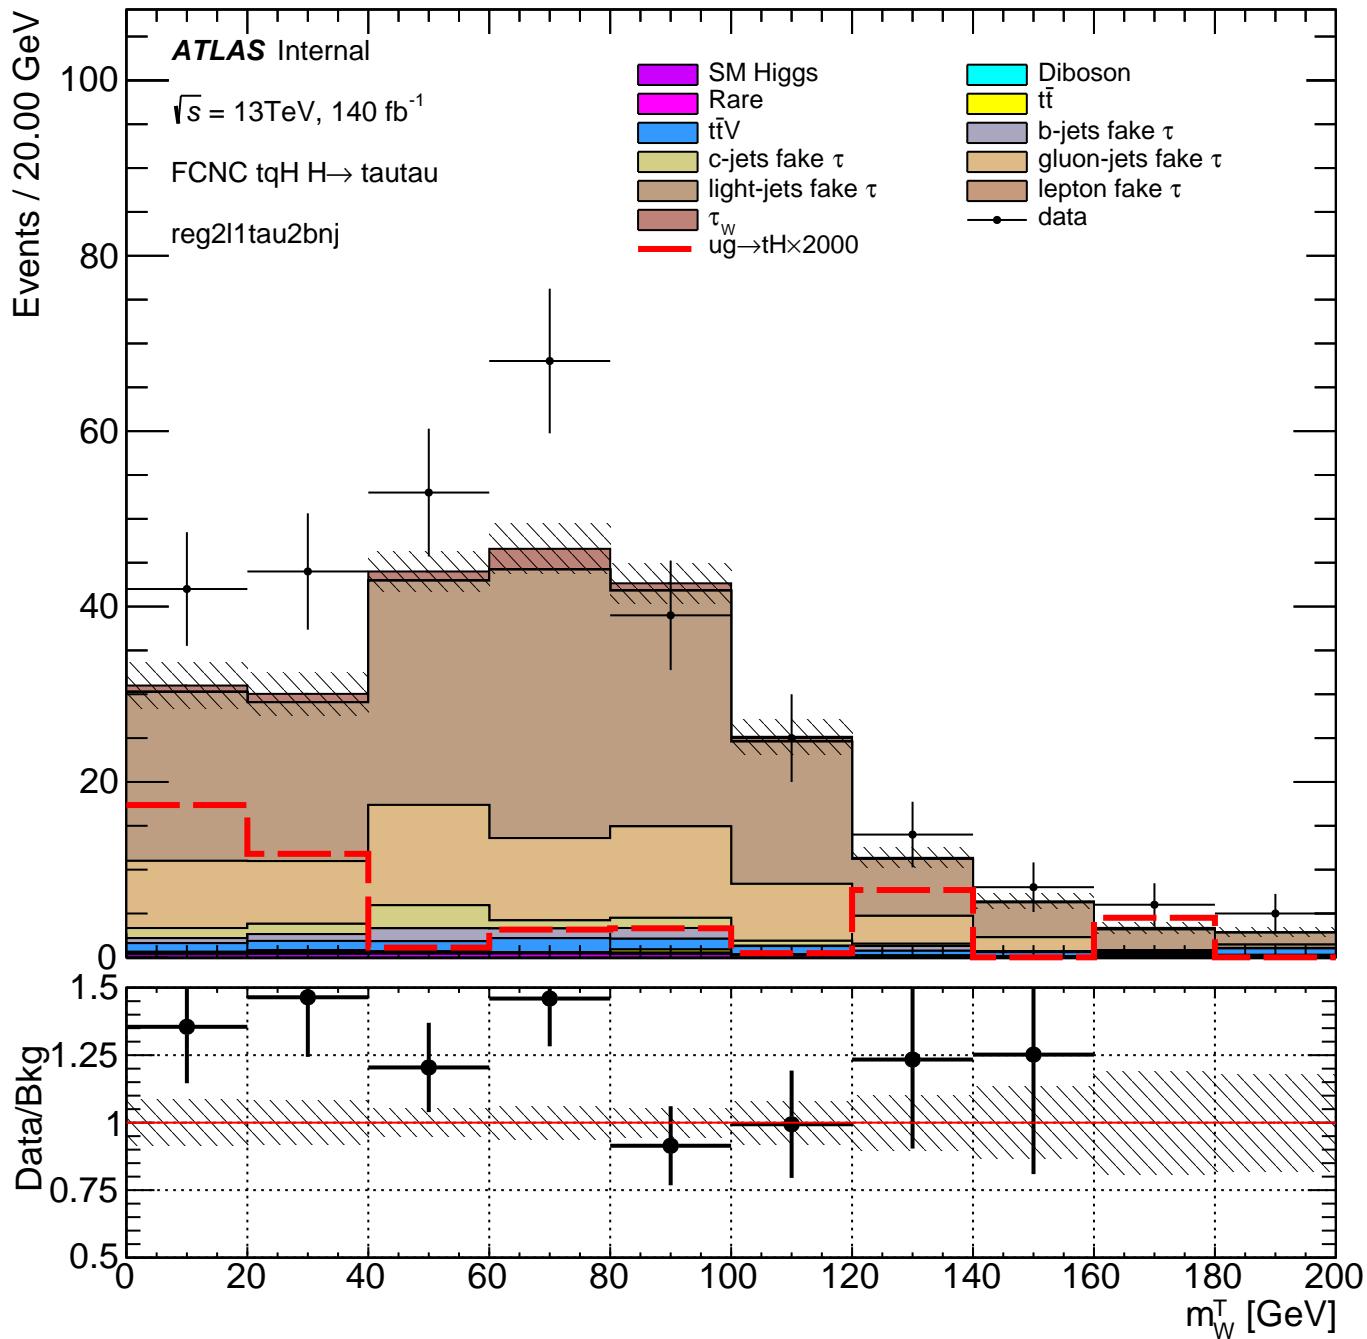 Events / 20.00 GeV
100
80
60
40
20
0
ATLAS Internal
√s = 13TeV, 140 fb⁻¹
FCNC tqH H→ tautau
reg2l1tau2bnj
SM Higgs
Rare
tt̄V
c-jets fake τ
light-jets fake τ
τ_W
ug→tH×2000
Diboson
tt̄
b-jets fake τ
gluon-jets fake τ
lepton fake τ
data
Data/Bkg
1.5
1.25
1
0.75
0.5
0 20 40 60 80 100 120 140 160 180 200
m_W^T [GeV]